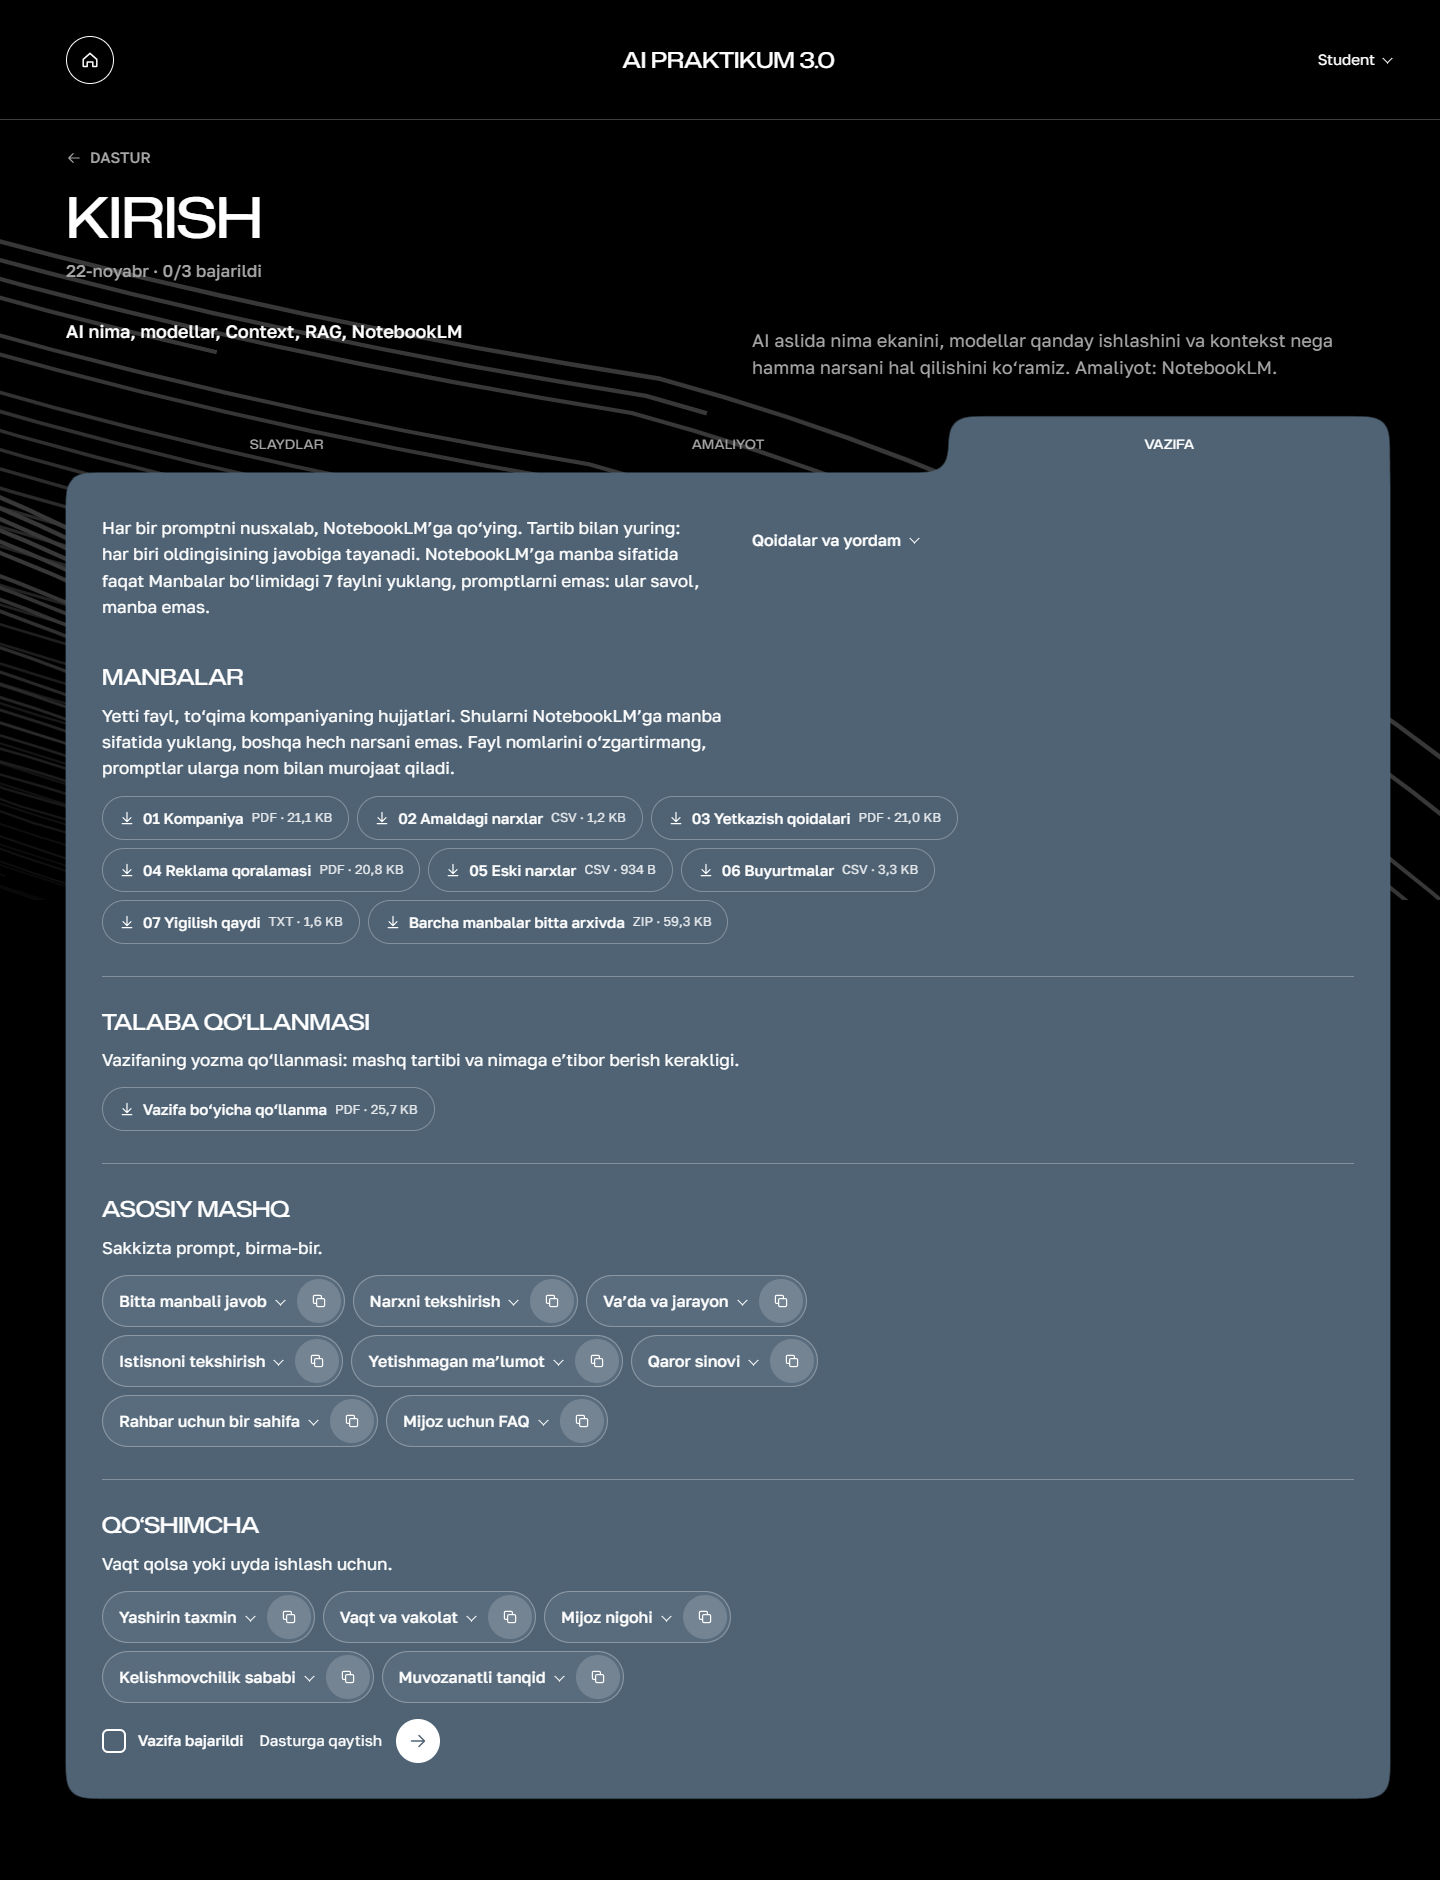 AI PRAKTIKUM 3.0
Student
DASTUR
KIRISH
22-noyabr · 0/3 bajarildi
AI nima, modellar, Context, RAG, NotebookLM
AI aslida nima ekanini, modellar qanday ishlashini va kontekst nega
hamma narsani hal qilishini ko‘ramiz. Amaliyot: NotebookLM.
SLAYDLAR
AMALIYOT
VAZIFA
Har bir promptni nusxalab, NotebookLM’ga qo‘ying. Tartib bilan yuring:
har biri oldingisining javobiga tayanadi. NotebookLM’ga manba sifatida
faqat Manbalar bo‘limidagi 7 faylni yuklang, promptlarni emas: ular savol,
manba emas.
Qoidalar va yordam
MANBALAR
Yetti fayl, to‘qima kompaniyaning hujjatlari. Shularni NotebookLM’ga manba
sifatida yuklang, boshqa hech narsani emas. Fayl nomlarini o‘zgartirmang,
promptlar ularga nom bilan murojaat qiladi.
01 Kompaniya PDF · 21,1 KB
02 Amaldagi narxlar CSV · 1,2 KB
03 Yetkazish qoidalari PDF · 21,0 KB
04 Reklama qoralamasi PDF · 20,8 KB
05 Eski narxlar CSV · 934 B
06 Buyurtmalar CSV · 3,3 KB
07 Yigilish qaydi TXT · 1,6 KB
Barcha manbalar bitta arxivda ZIP · 59,3 KB
TALABA QO‘LLANMASI
Vazifaning yozma qo‘llanmasi: mashq tartibi va nimaga e’tibor berish kerakligi.
Vazifa bo‘yicha qo‘llanma PDF · 25,7 KB
ASOSIY MASHQ
Sakkizta prompt, birma-bir.
Bitta manbali javob
Narxni tekshirish
Va’da va jarayon
Istisnoni tekshirish
Yetishmagan ma’lumot
Qaror sinovi
Rahbar uchun bir sahifa
Mijoz uchun FAQ
QO‘SHIMCHA
Vaqt qolsa yoki uyda ishlash uchun.
Yashirin taxmin
Vaqt va vakolat
Mijoz nigohi
Kelishmovchilik sababi
Muvozanatli tanqid
Vazifa bajarildi
Dasturga qaytish